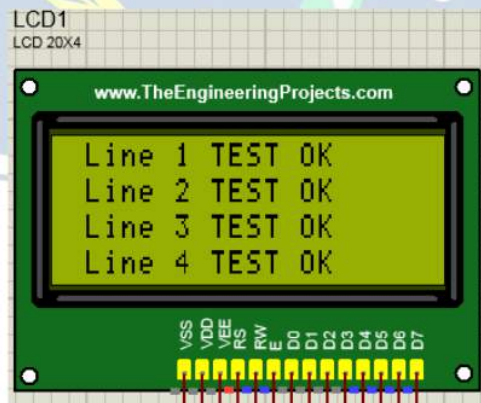 LCD1
LCD 20X4
www.TheEngineeringProjects.com
Line 1 TEST OK
Line 2 TEST OK
Line 3 TEST OK
Line 4 TEST OK
VSS VDD VEE RS RW E D0 D1 D2 D3 D4 D5 D6 D7